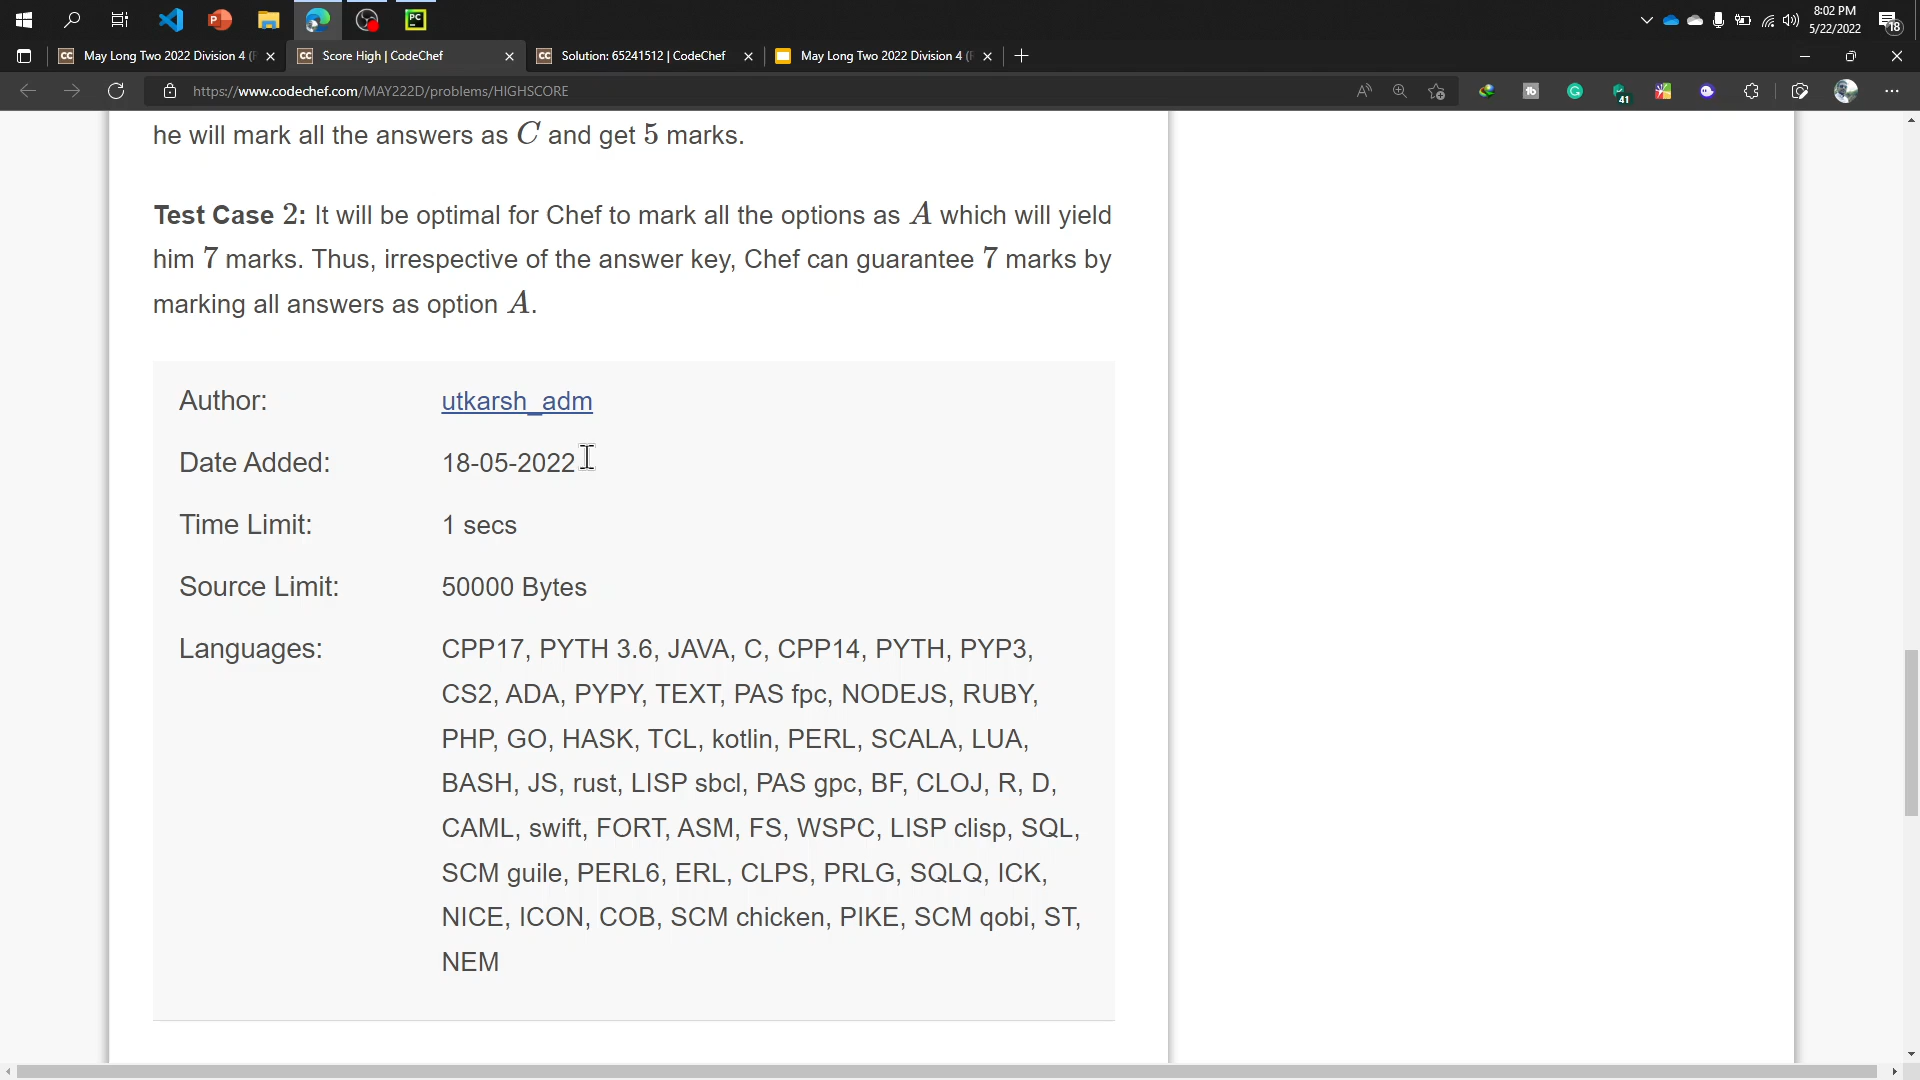 8:02 PM
5/22/2022
18
May Long Two 2022 Division 4 (
Score High | CodeChef
Solution: 65241512 | CodeChef
May Long Two 2022 Division 4 (
https://www.codechef.com/MAY222D/problems/HIGHSCORE
41
he will mark all the answers as C and get 5 marks.
Test Case 2: It will be optimal for Chef to mark all the options as A which will yield
him 7 marks. Thus, irrespective of the answer key, Chef can guarantee 7 marks by
marking all answers as option A.
Author: utkarsh_adm
Date Added: 18-05-2022
Time Limit: 1 secs
Source Limit: 50000 Bytes
Languages: CPP17, PYTH 3.6, JAVA, C, CPP14, PYTH, PYP3,
CS2, ADA, PYPY, TEXT, PAS fpc, NODEJS, RUBY,
PHP, GO, HASK, TCL, kotlin, PERL, SCALA, LUA,
BASH, JS, rust, LISP sbcl, PAS gpc, BF, CLOJ, R, D,
CAML, swift, FORT, ASM, FS, WSPC, LISP clisp, SQL,
SCM guile, PERL6, ERL, CLPS, PRLG, SQLQ, ICK,
NICE, ICON, COB, SCM chicken, PIKE, SCM qobi, ST,
NEM